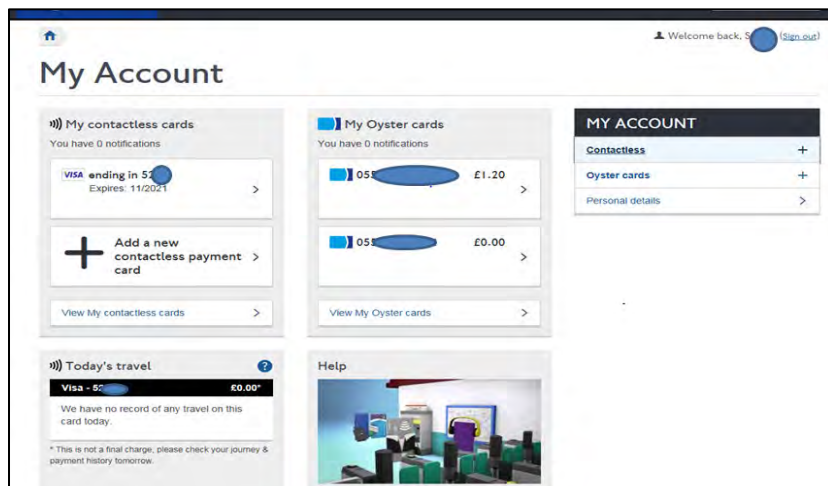 Welcome back, S (Sign out)
My Account
My contactless cards
You have 0 notifications
VISA ending in 52
Expires: 11/2021
Add a new
contactless payment
card
View My contactless cards
My Oyster cards
You have 0 notifications
055 £1.20
055 £0.00
View My Oyster cards
MY ACCOUNT
Contactless
Oyster cards
Personal details
Today's travel
Visa - 52 £0.00*
We have no record of any travel on this
card today.
* This is not a final charge, please check your journey &
payment history tomorrow.
Help